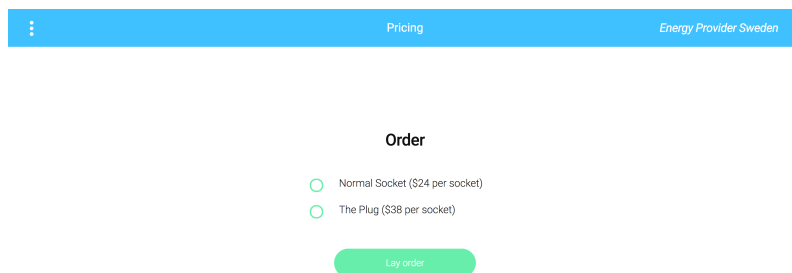 Pricing
Energy Provider Sweden
Order
Normal Socket ($24 per socket)
The Plug ($38 per socket)
Lay order